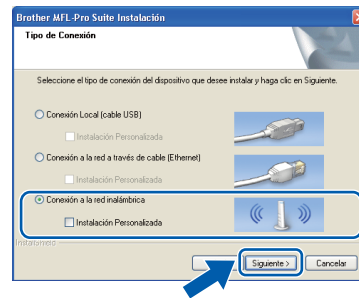 Brother MFL-Pro Suite Instalación
Tipo de Conexión
Seleccione el tipo de conexión del dispositivo que desee instalar y haga clic en Siguiente.
Conexión Local (cable USB)
Instalación Personalizada
Conexión a la red a través de cable (Ethernet)
Instalación Personalizada
Conexión a la red inalámbrica
Instalación Personalizada
InstallShield
Siguiente >
Cancelar